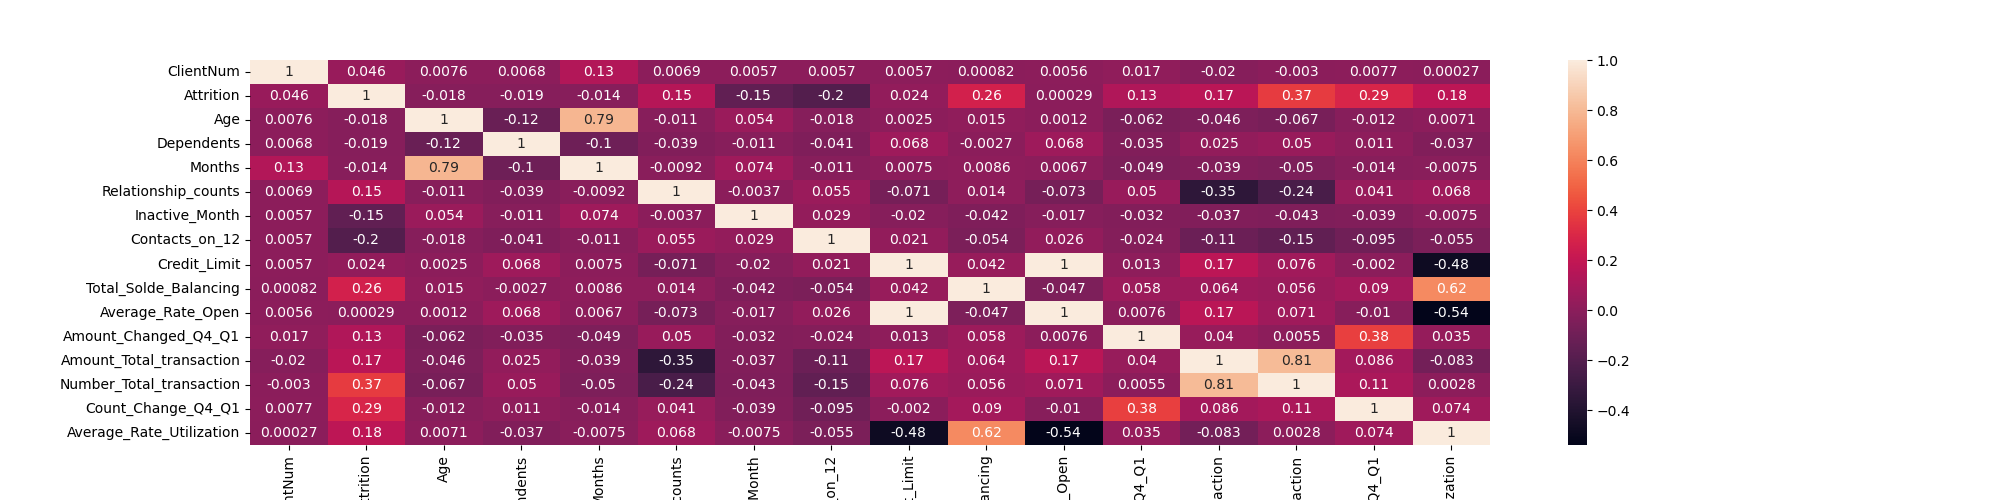 ClientNum 1 0.046 0.0076 0.0068 0.13 0.0069 0.0057 0.0057 0.0057 0.00082 0.0056 0.017 -0.02 -0.003 0.0077 0.00027
Attrition 0.046 1 -0.018 -0.019 -0.014 0.15 -0.15 -0.2 0.024 0.26 0.00029 0.13 0.17 0.37 0.29 0.18
Age 0.0076 -0.018 1 -0.12 0.79 -0.011 0.054 -0.018 0.0025 0.015 0.0012 -0.062 -0.046 -0.067 -0.012 0.0071
Dependents 0.0068 -0.019 -0.12 1 -0.1 -0.039 -0.011 -0.041 0.068 -0.0027 0.068 -0.035 0.025 0.05 0.011 -0.037
Months 0.13 -0.014 0.79 -0.1 1 -0.0092 0.074 -0.011 0.0075 0.0086 0.0067 -0.049 -0.039 -0.05 -0.014 -0.0075
Relationship_counts 0.0069 0.15 -0.011 -0.039 -0.0092 1 -0.0037 0.055 -0.071 0.014 -0.073 0.05 -0.35 -0.24 0.041 0.068
Inactive_Month 0.0057 -0.15 0.054 -0.011 0.074 -0.0037 1 0.029 -0.02 -0.042 -0.017 -0.032 -0.037 -0.043 -0.039 -0.0075
Contacts_on_12 0.0057 -0.2 -0.018 -0.041 -0.011 0.055 0.029 1 0.021 -0.054 0.026 -0.024 -0.11 -0.15 -0.095 -0.055
Credit_Limit 0.0057 0.024 0.0025 0.068 0.0075 -0.071 -0.02 0.021 1 0.042 1 0.013 0.17 0.076 -0.002 -0.48
Total_Solde_Balancing 0.00082 0.26 0.015 -0.0027 0.0086 0.014 -0.042 -0.054 0.042 1 -0.047 0.058 0.064 0.056 0.09 0.62
Average_Rate_Open 0.0056 0.00029 0.0012 0.068 0.0067 -0.073 -0.017 0.026 1 -0.047 1 0.0076 0.17 0.071 -0.01 -0.54
Amount_Changed_Q4_Q1 0.017 0.13 -0.062 -0.035 -0.049 0.05 -0.032 -0.024 0.013 0.058 0.0076 1 0.04 0.0055 0.38 0.035
Amount_Total_transaction -0.02 0.17 -0.046 0.025 -0.039 -0.35 -0.037 -0.11 0.17 0.064 0.17 0.04 1 0.81 0.086 -0.083
Number_Total_transaction -0.003 0.37 -0.067 0.05 -0.05 -0.24 -0.043 -0.15 0.076 0.056 0.071 0.0055 0.81 1 0.11 0.0028
Count_Change_Q4_Q1 0.0077 0.29 -0.012 0.011 -0.014 0.041 -0.039 -0.095 -0.002 0.09 -0.01 0.38 0.086 0.11 1 0.074
Average_Rate_Utilization 0.00027 0.18 0.0071 -0.037 -0.0075 0.068 -0.0075 -0.055 -0.48 0.62 -0.54 0.035 -0.083 0.0028 0.074 1
ntNum
trition
Age
ndents
Months
counts
Month
on_12
Limit
ancing
_Open
Q4_Q1
action
action
Q4_Q1
zation
1.0
0.8
0.6
0.4
0.2
0.0
−0.2
−0.4